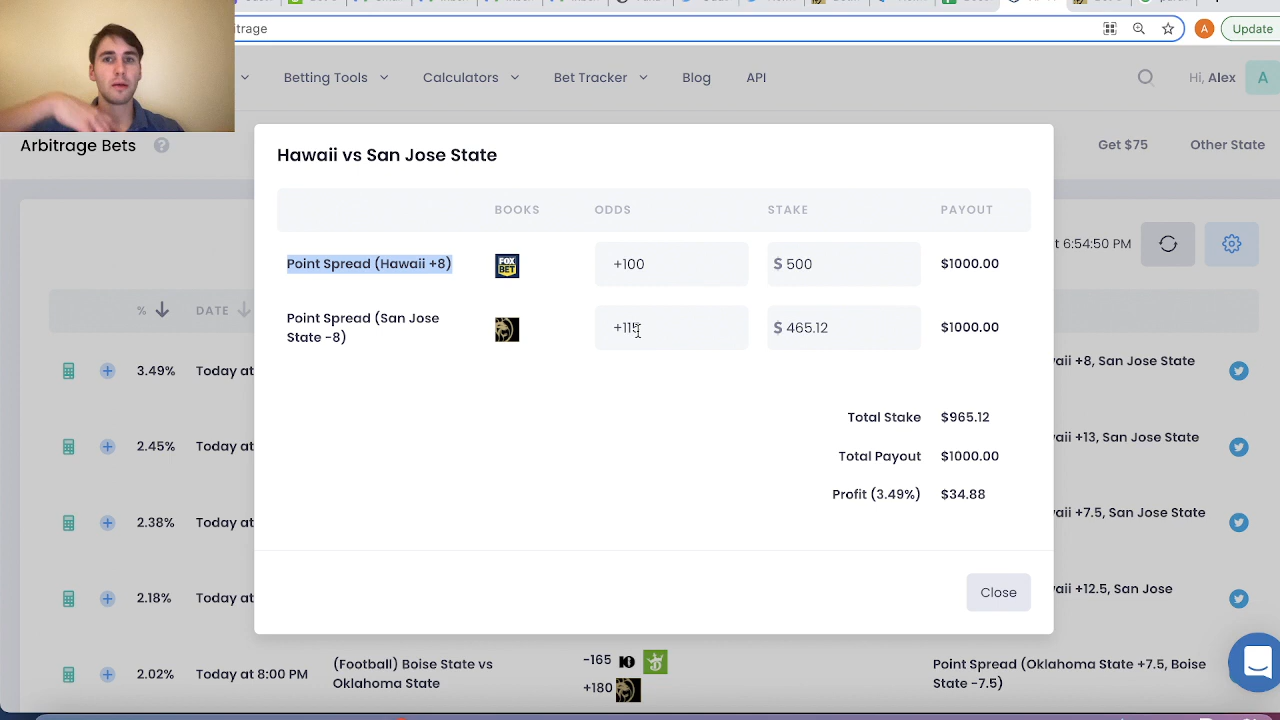 itrage
Update
A
Betting Tools
Calculators
Bet Tracker
Blog
API
Hi, Alex
A
Arbitrage Bets
?
Get $75
Other State
Hawaii vs San Jose State
BOOKS
ODDS
STAKE
PAYOUT
Point Spread (Hawaii +8)
FOX
BET
+100
$ 500
$1000.00
Point Spread (San Jose
State -8)
+115
$ 465.12
$1000.00
Total Stake
$965.12
Total Payout
$1000.00
Profit (3.49%)
$34.88
Close
t 6:54:50 PM
%
DATE
3.49%
Today at
+8, San Jose State
2.45%
Today at
aii +13, San Jose State
2.38%
Today at
aii +7.5, San Jose State
2.18%
Today at
aii +12.5, San Jose
State
2.02%
Today at 8:00 PM
(Football) Boise State vs
Oklahoma State
-165
+180
Point Spread (Oklahoma State +7.5, Boise
State -7.5)